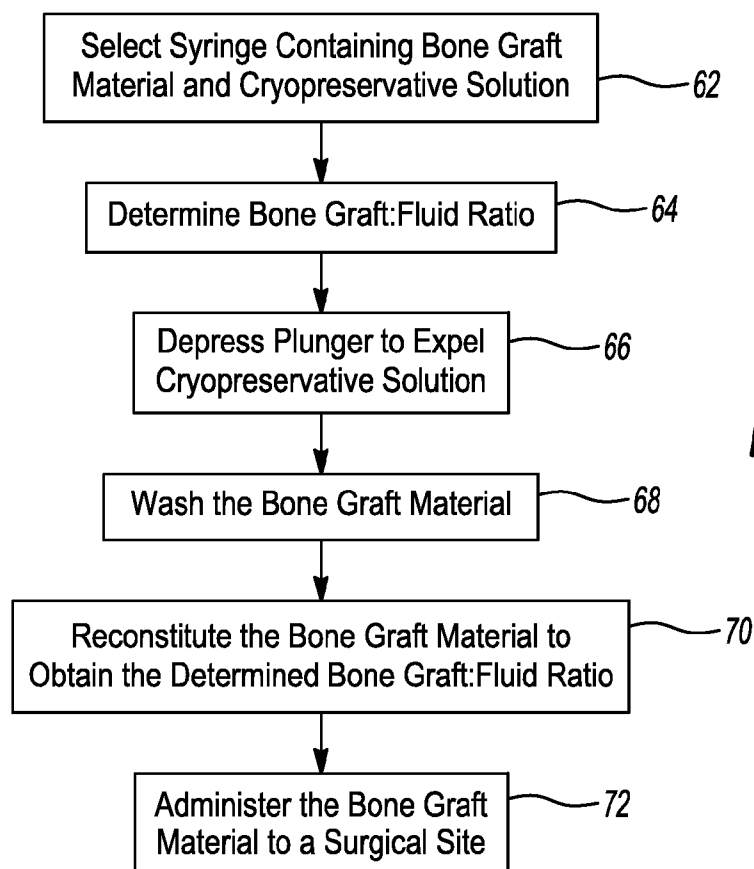 Select Syringe Containing Bone Graft
Material and Cryopreservative Solution
62
Determine Bone Graft:Fluid Ratio
64
Depress Plunger to Expel
Cryopreservative Solution
66
Wash the Bone Graft Material
68
Reconstitute the Bone Graft Material to
Obtain the Determined Bone Graft:Fluid Ratio
70
Administer the Bone Graft
Material to a Surgical Site
72